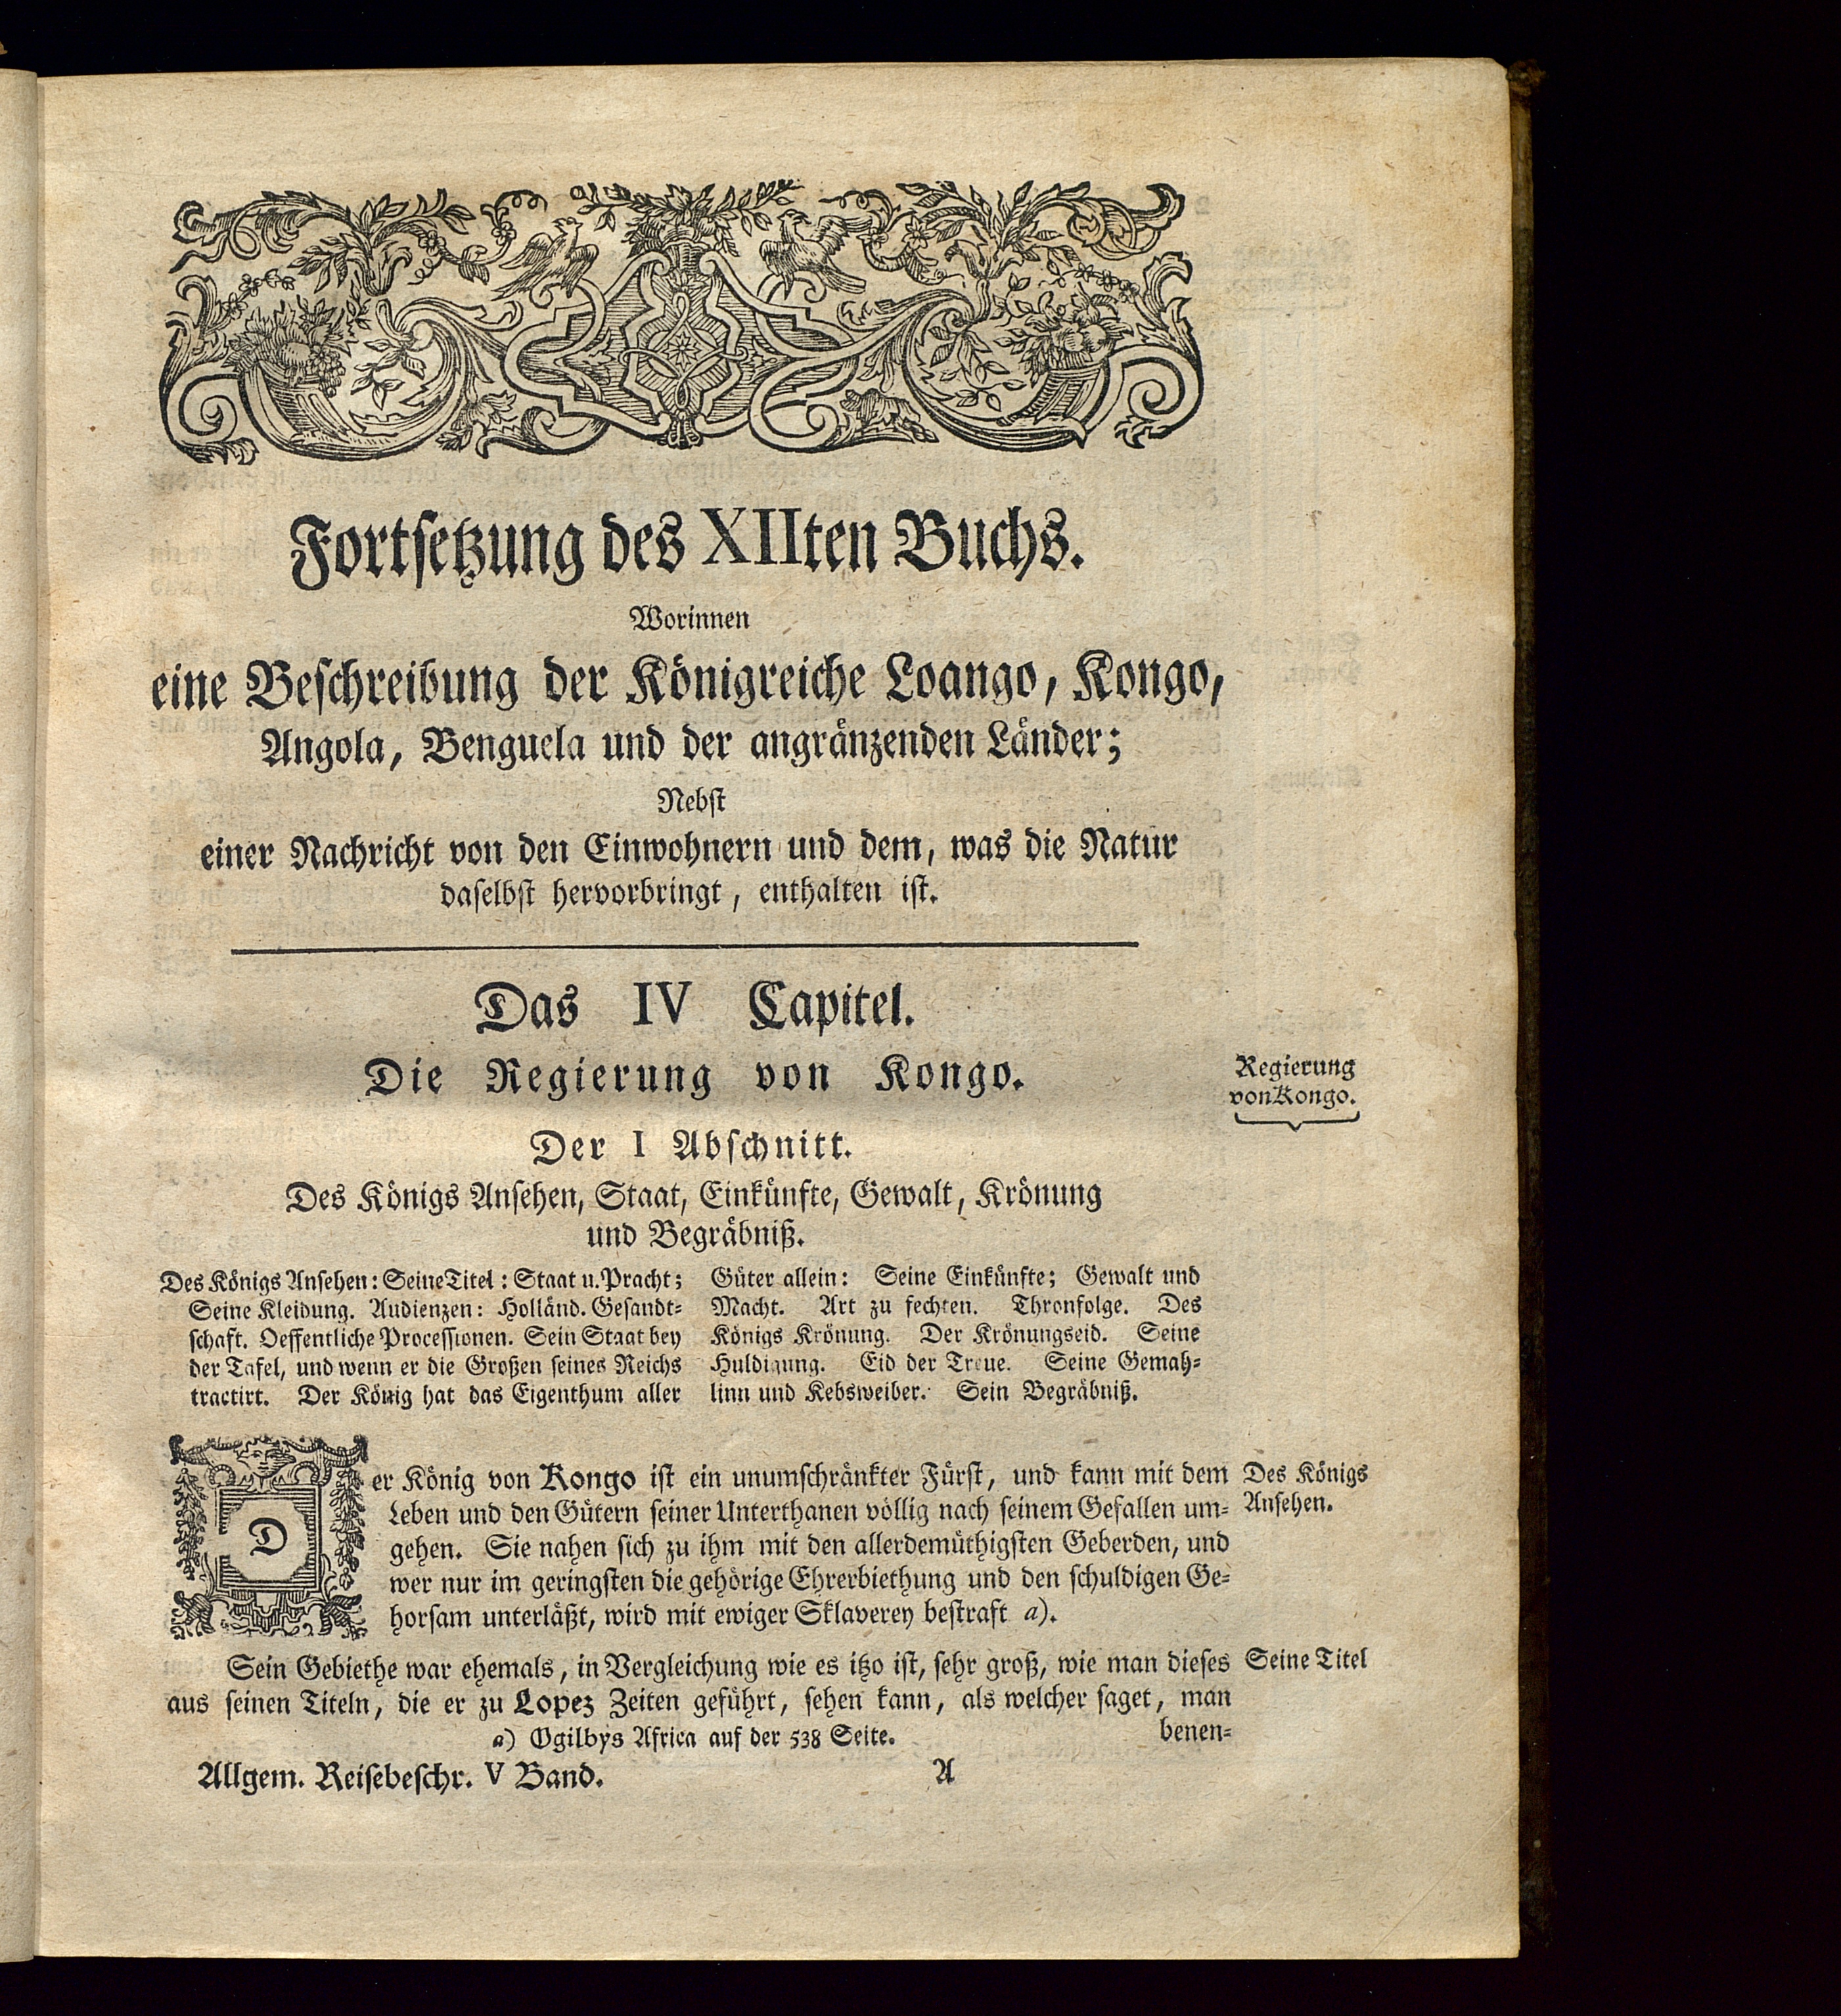 Fortsetzung des XIIten Buchs.
Worinnen
eine Beschreibung der Königreiche Loango, Kongo,
Angola, Benguela und der angränzenden Länder;
Nebst
einer Nachricht von den Einwohnern und dem, was die Natur
daselbst hervorbringt, enthalten ist.
Das IV Capitel.
Die Regierung von Kongo.
Regierung
von Kongo.
Der I Abschnitt.
Des Königs Ansehen, Staat, Einkünfte, Gewalt, Krönung
und Begräbniß.
Des Königs Ansehen: Seine Titel: Staat u. Pracht;
Seine Kleidung. Audienzen: Holländ. Gesandt-
schaft. Oeffentliche Processionen. Sein Staat bey
der Tafel, und wenn er die Großen seines Reichs
tractirt. Der König hat das Eigenthum aller
Güter allein: Seine Einkünfte; Gewalt und
Macht. Art zu fechten. Thronfolge. Des
Königs Krönung. Der Krönungseid. Seine
Huldigung. Eid der Treue. Seine Gemah-
linn und Kebsweiber. Sein Begräbniß.
Der König von Kongo ist ein unumschränkter Fürst, und kann mit dem
Leben und den Gütern seiner Unterthanen völlig nach seinem Gefallen um-
gehen. Sie nahen sich zu ihm mit den allerdemüthigsten Geberden, und
wer nur im geringsten die gehörige Ehrerbiethung und den schuldigen Ge-
horsam unterläßt, wird mit ewiger Sklaverey bestraft a).
Des Königs
Ansehen.
Sein Gebiethe war ehemals, in Vergleichung wie es itzo ist, sehr groß, wie man dieses
aus seinen Titeln, die er zu Lopez Zeiten geführt, sehen kann, als welcher saget, man
Seine Titel
benen-
a) Ogilbys Africa auf der 538 Seite.
Allgem. Reisebeschr. V Band.
A